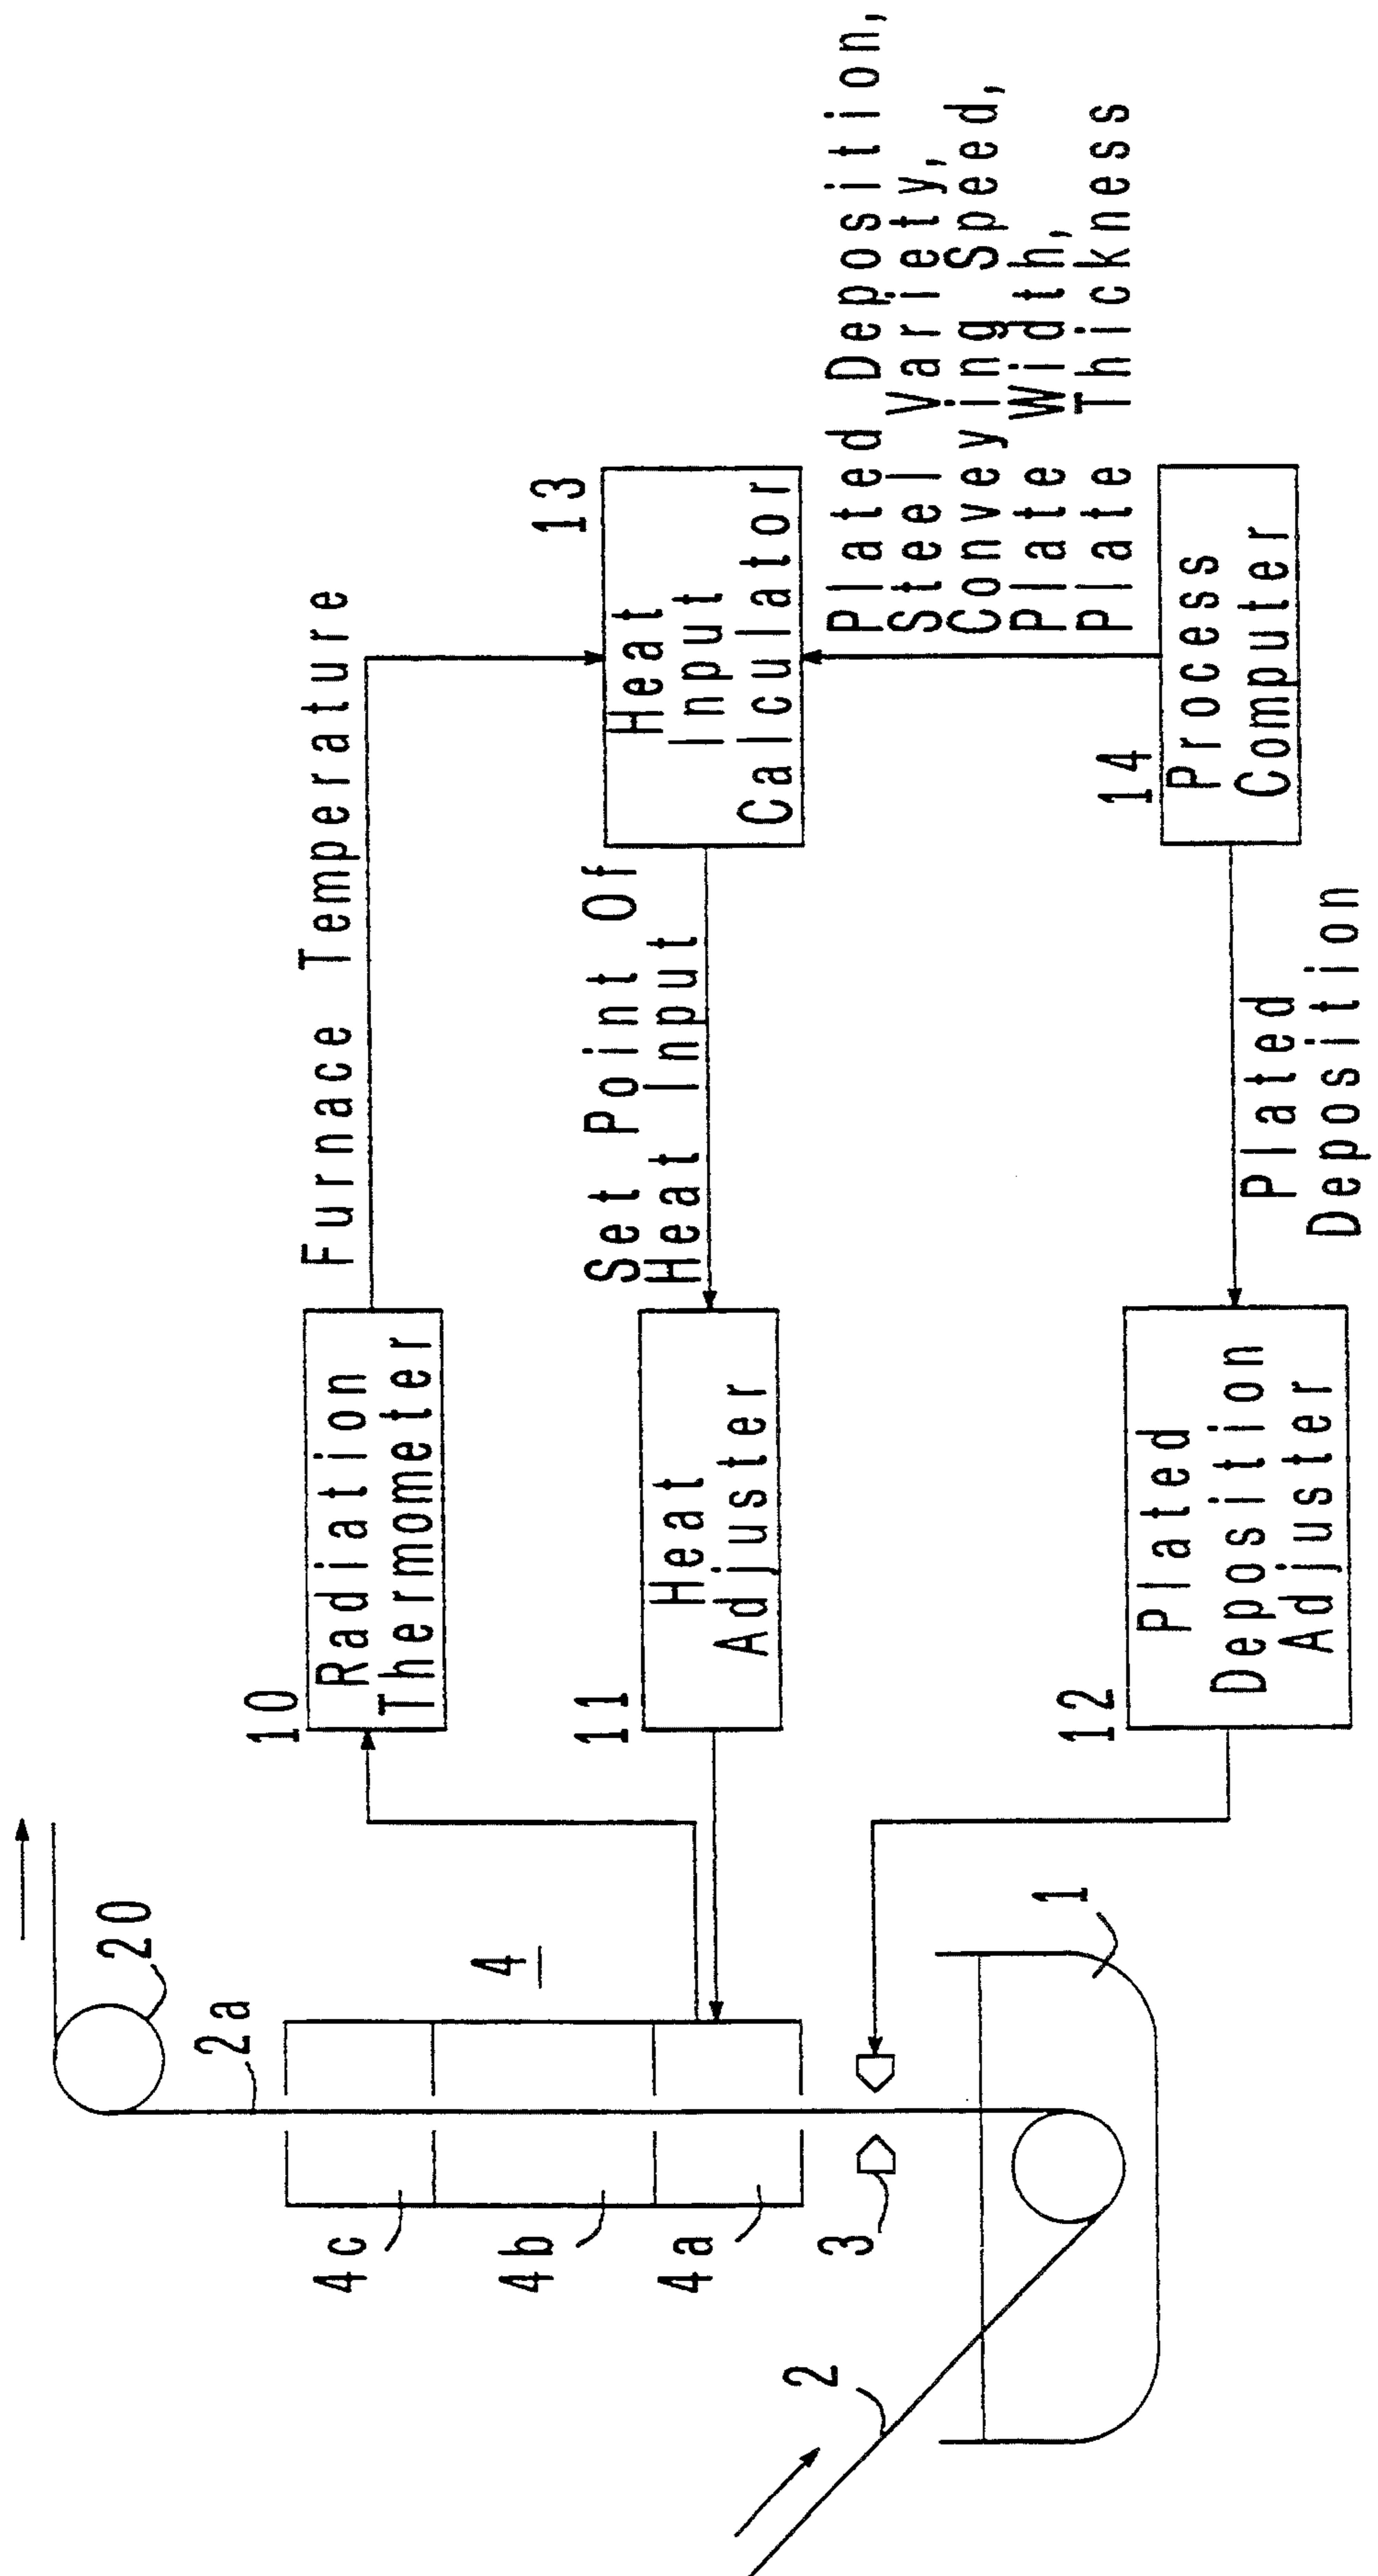 20
2a
4
4c
4b
4a
3
2
1
10
Radiation
Thermometer
Furnace Temperature
11
Heat
Adjuster
Set Point Of
Heat Input
13
Heat
Input
Calculator
Plated Deposition,
Steel Variety,
Conveying Speed,
Plate Width,
Plate Thickness
12
Plated
Deposition
Adjuster
Plated
Deposition
14
Process
Computer